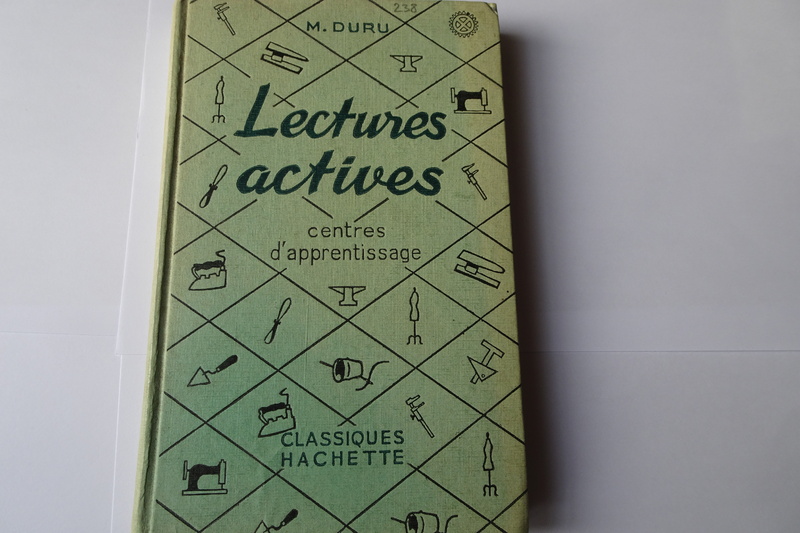 238
M. DURU
Lectures
actives
centres
d'apprentissage
CLASSIQUES
HACHETTE